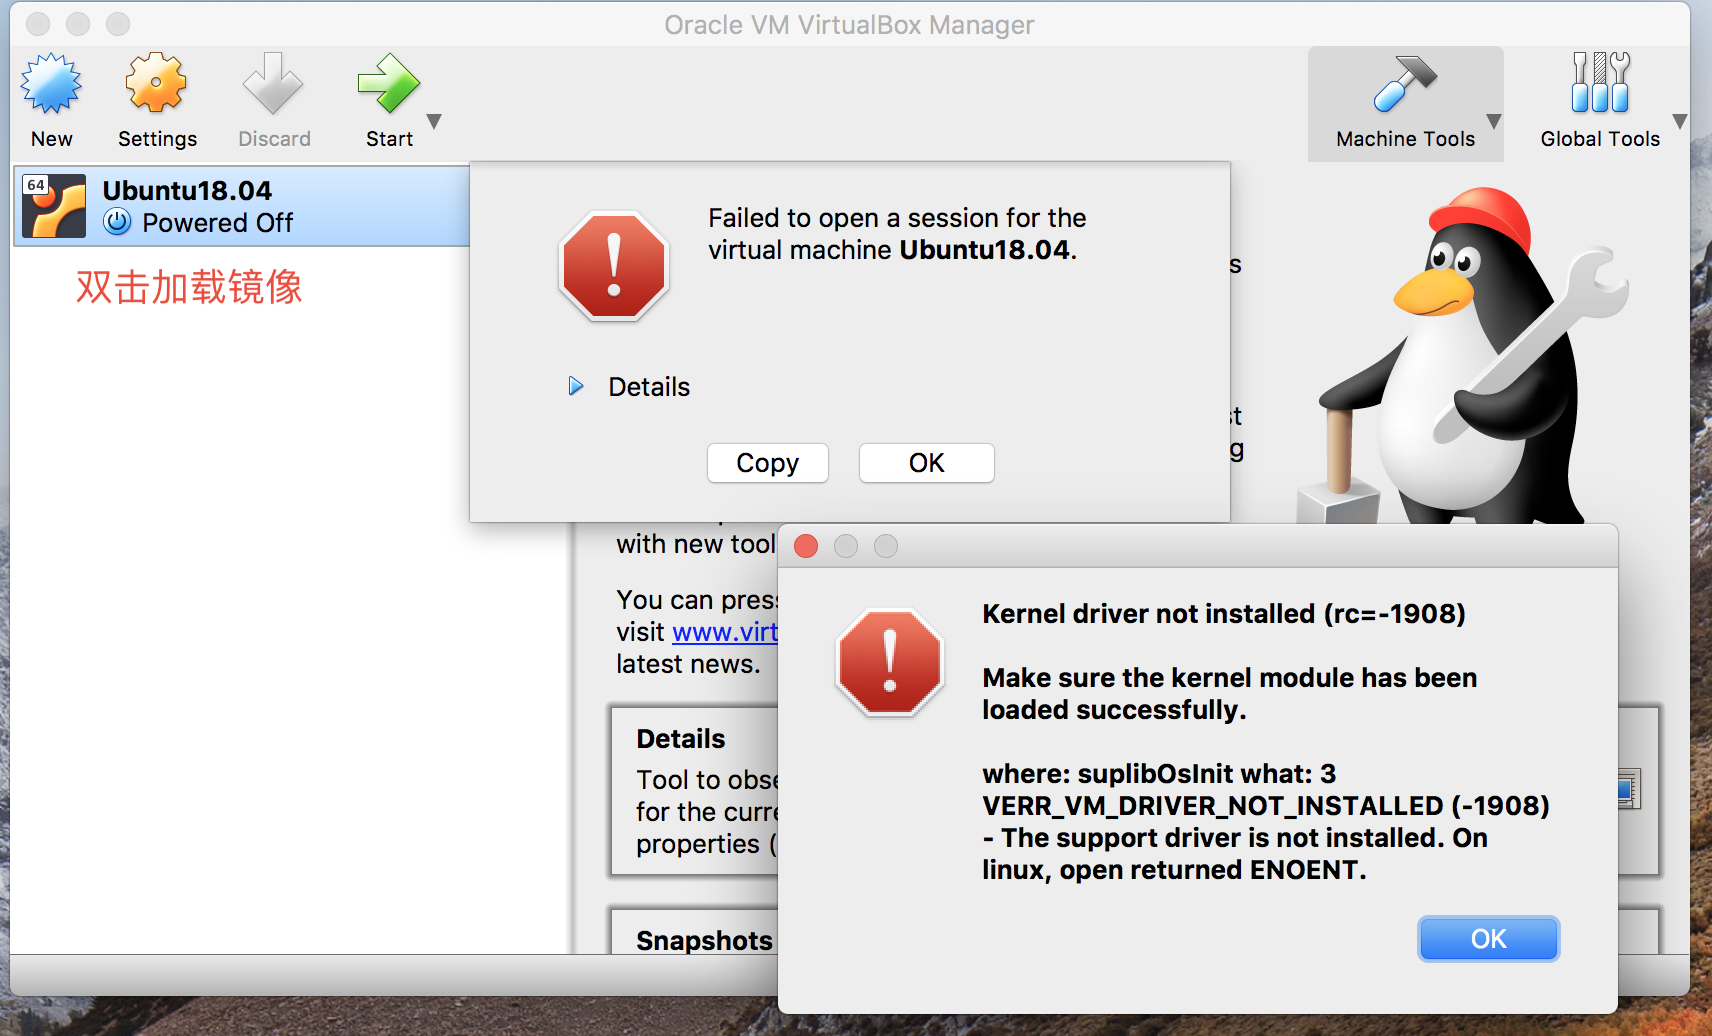 Oracle VM VirtualBox Manager
New
Settings
Discard
Start
Machine Tools
Global Tools
64
Ubuntu18.04
Powered Off
双击加载镜像
Failed to open a session for the
virtual machine Ubuntu18.04.
Details
Copy
OK
with new tool
You can press
visit www.virt
latest news.
Details
Tool to obse
for the curre
properties (
Snapshots
Kernel driver not installed (rc=-1908)
Make sure the kernel module has been
loaded successfully.
where: suplibOsInit what: 3
VERR_VM_DRIVER_NOT_INSTALLED (-1908)
- The support driver is not installed. On
linux, open returned ENOENT.
OK